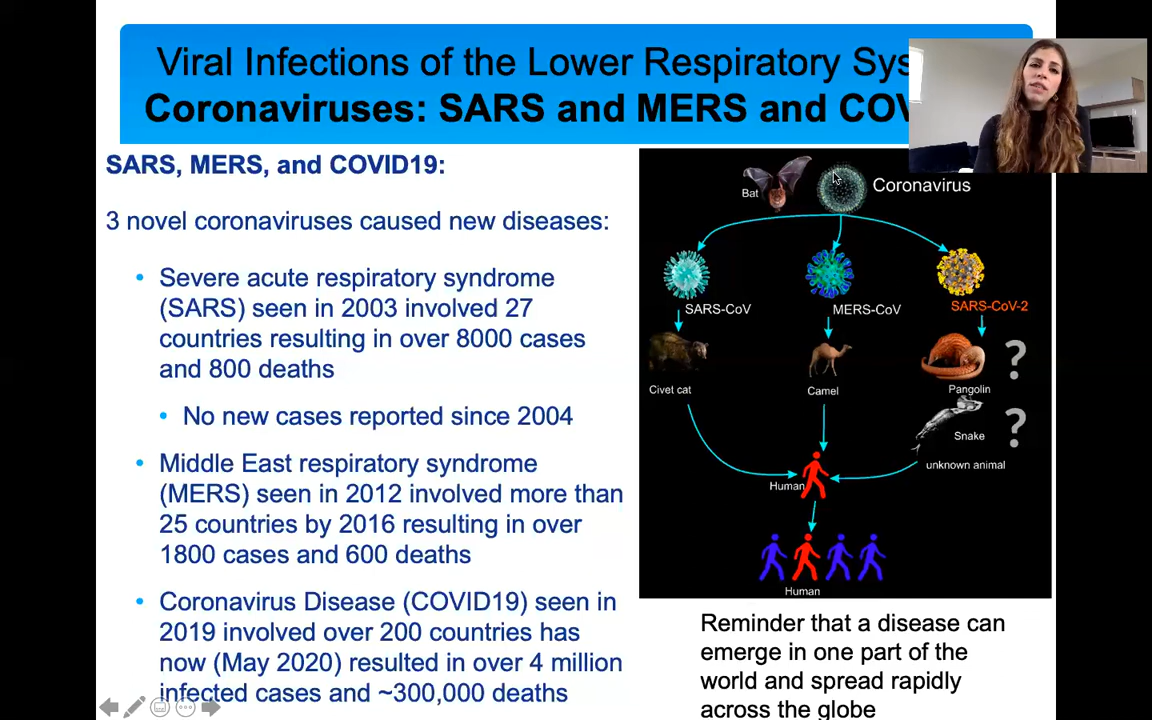 Viral Infections of the Lower Respiratory Sys
Coronaviruses: SARS and MERS and COV
SARS, MERS, and COVID19:
3 novel coronaviruses caused new diseases:
• Severe acute respiratory syndrome
(SARS) seen in 2003 involved 27
countries resulting in over 8000 cases
and 800 deaths
• No new cases reported since 2004
• Middle East respiratory syndrome
(MERS) seen in 2012 involved more than
25 countries by 2016 resulting in over
1800 cases and 600 deaths
• Coronavirus Disease (COVID19) seen in
2019 involved over 200 countries has
now (May 2020) resulted in over 4 million
infected cases and ~300,000 deaths
Bat
Coronavirus
SARS-CoV
MERS-CoV
SARS-CoV-2
Civet cat
Camel
Pangolin
?
Snake
?
unknown animal
Human
Human
Reminder that a disease can
emerge in one part of the
world and spread rapidly
across the globe